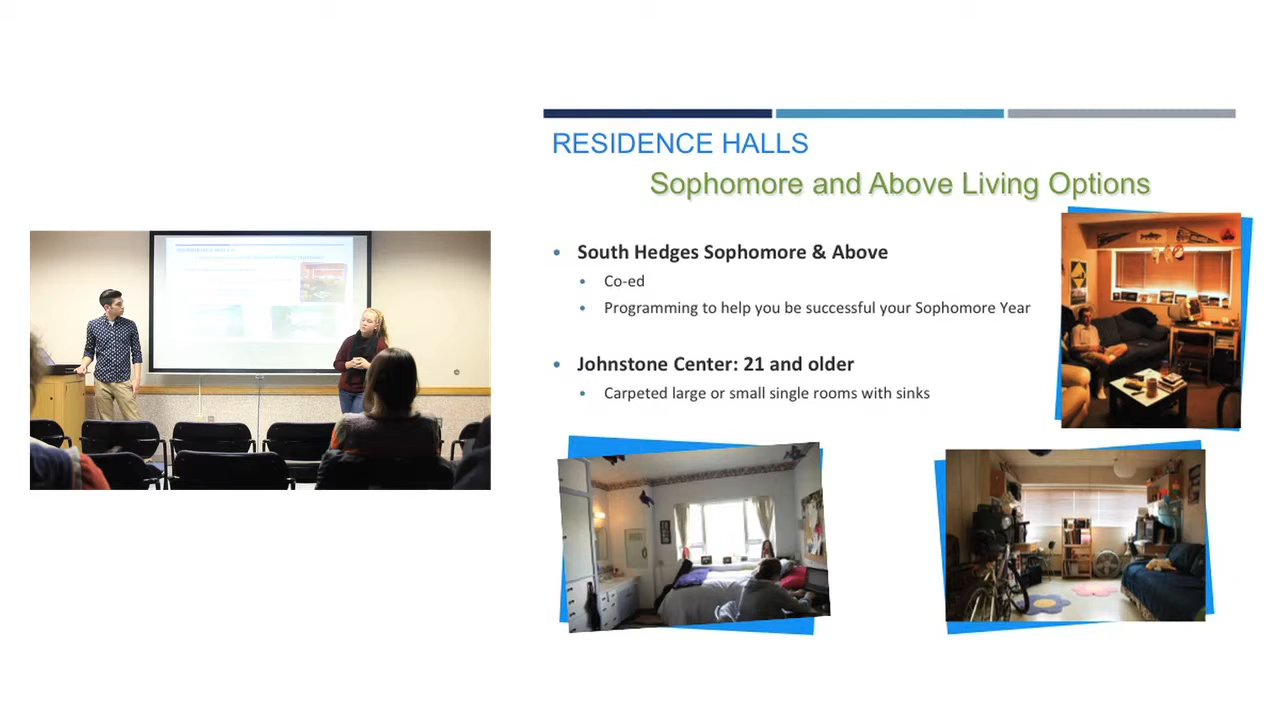 RESIDENCE HALLS
Sophomore and Above Living Options
• South Hedges Sophomore & Above
• Co-ed
• Programming to help you be successful your Sophomore Year
• Johnstone Center: 21 and older
• Carpeted large or small single rooms with sinks